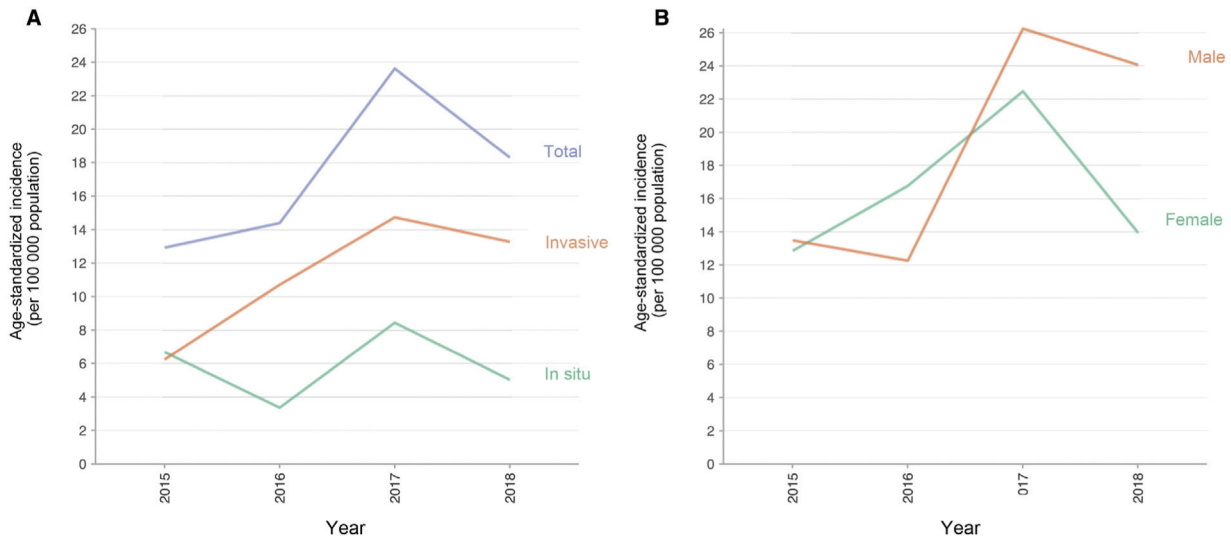 A
Age-standardized incidence
(per 100 000 population)
26
24
22
20
18
16
14
12
10
8
6
4
2
0
Total
Invasive
In situ
2015
2016
2017
2018
Year
B
Age-standardized incidence
(per 100 000 population)
26
24
22
20
18
16
14
12
10
8
6
4
2
0
Male
Female
2015
2016
017
2018
Year